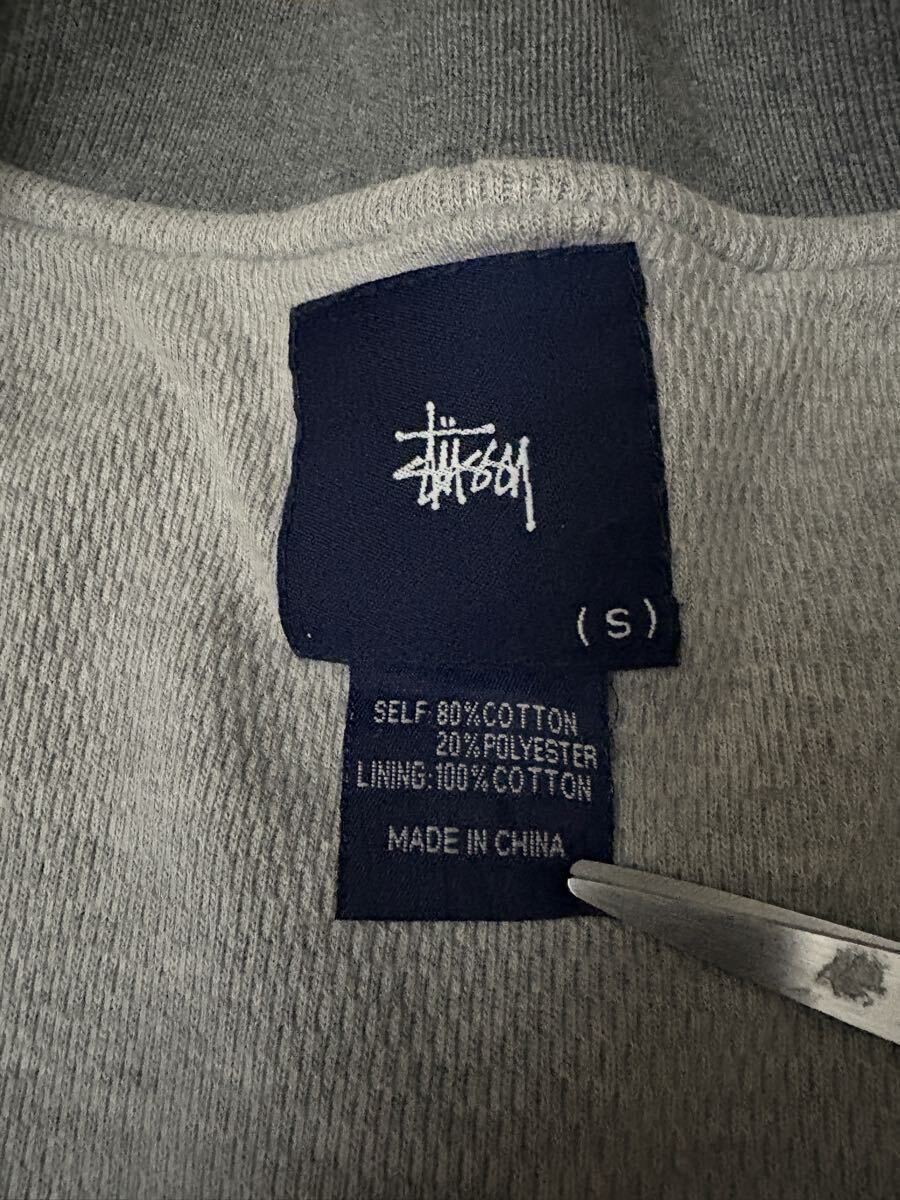 stüssy
(S)
SELF: 80%COTTON
20%POLYESTER
LINING:100%COTTON
MADE IN CHINA